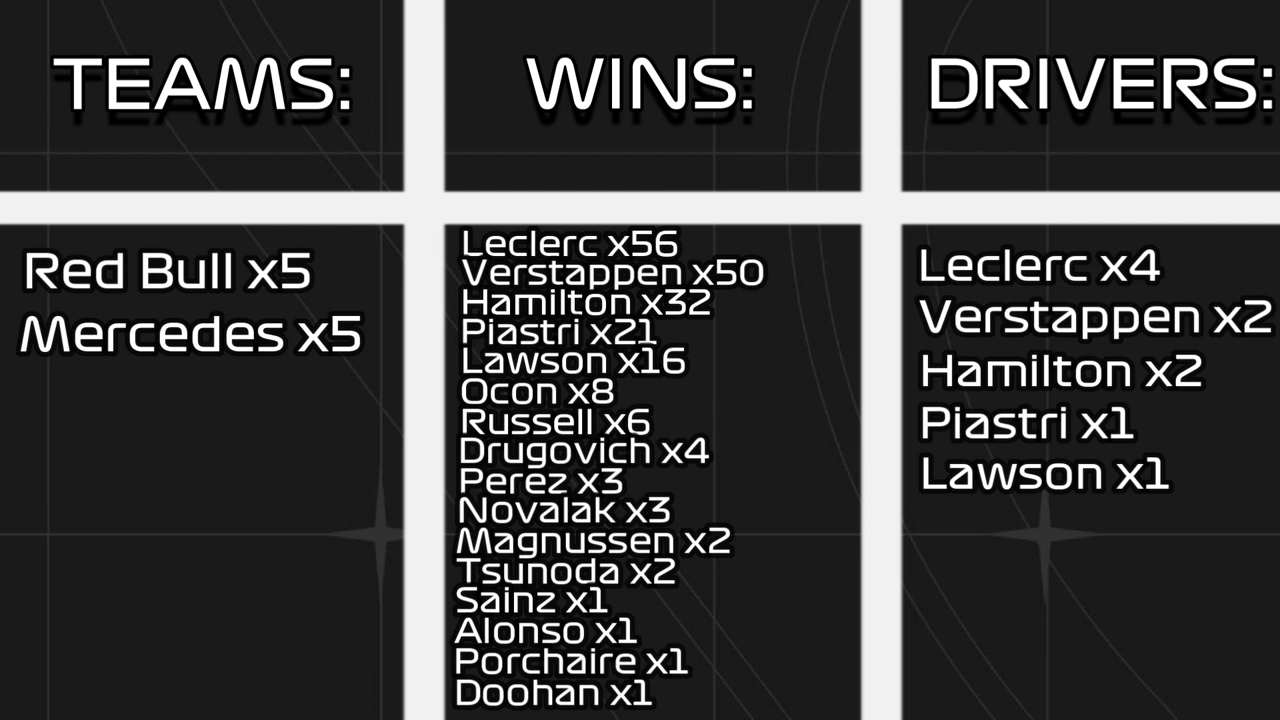 TEAMS:
Red Bull x5
Mercedes x5
WINS:
Leclerc x56
Verstappen x50
Hamilton x32
Piastri x21
Lawson x16
Ocon x8
Russell x6
Drugovich x4
Perez x3
Novalak x3
Magnussen x2
Tsunoda x2
Sainz x1
Alonso x1
Porchaire x1
Doohan x1
DRIVERS:
Leclerc x4
Verstappen x2
Hamilton x2
Piastri x1
Lawson x1